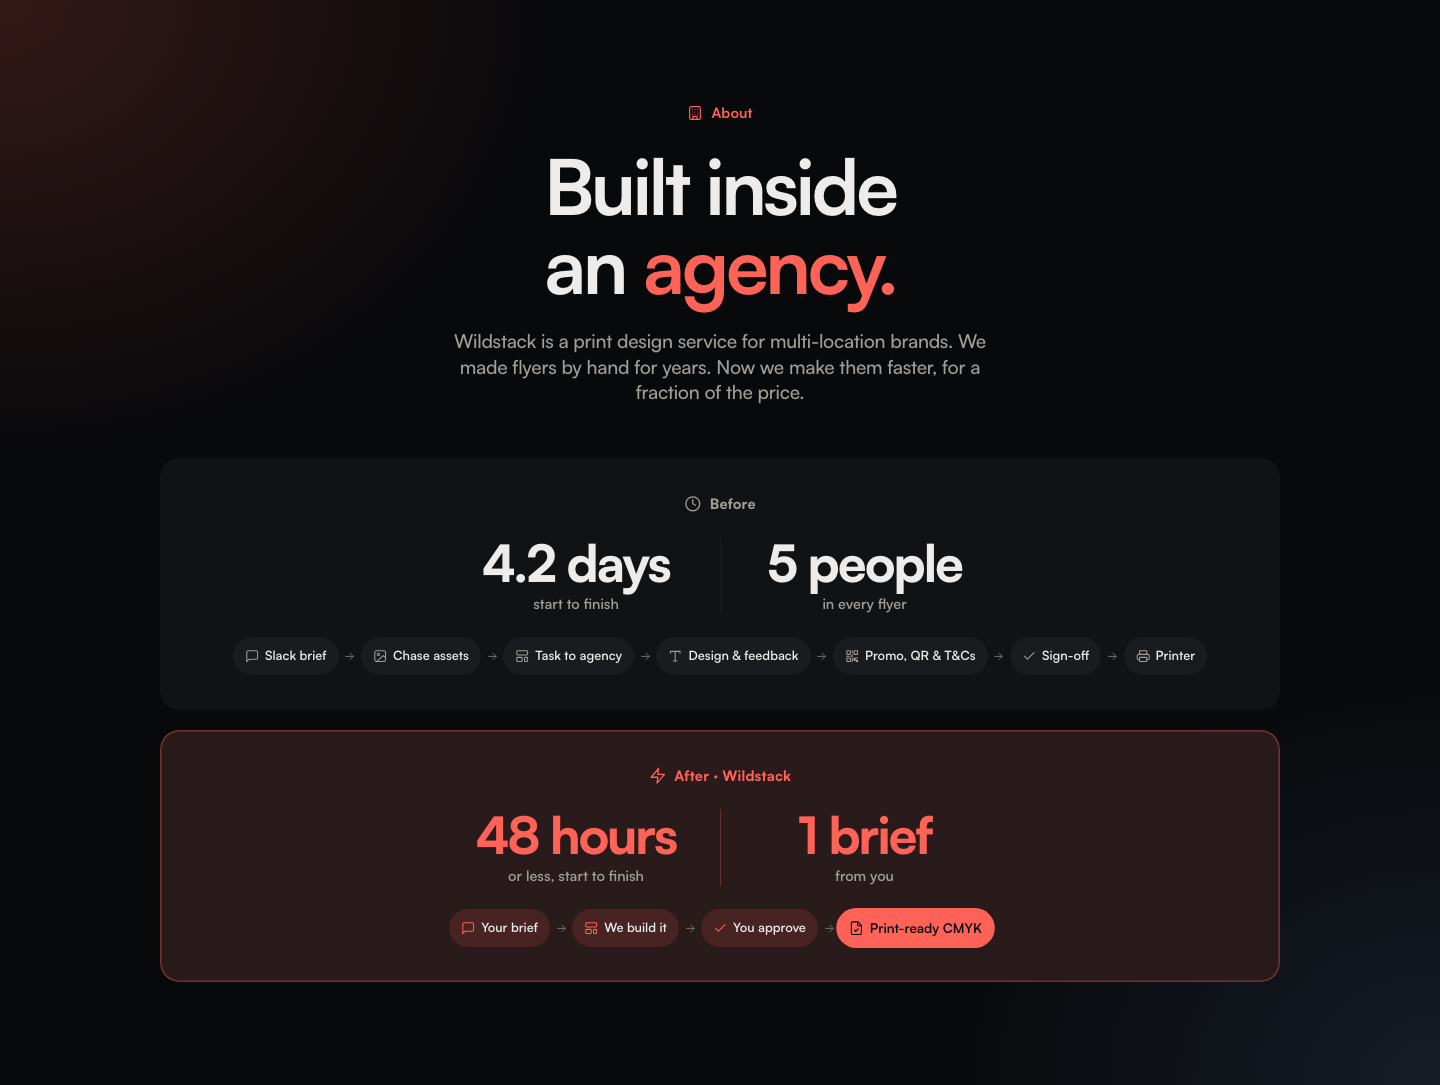 About
Built inside
an agency.
Wildstack is a print design service for multi-location brands. We
made flyers by hand for years. Now we make them faster, for a
fraction of the price.
Before
4.2 days
5 people
start to finish
in every flyer
Slack brief → Chase assets → Task to agency → Design & feedback → Promo, QR & T&Cs → Sign-off → Printer
After · Wildstack
48 hours
1 brief
or less, start to finish
from you
Your brief → We build it → You approve → Print-ready CMYK